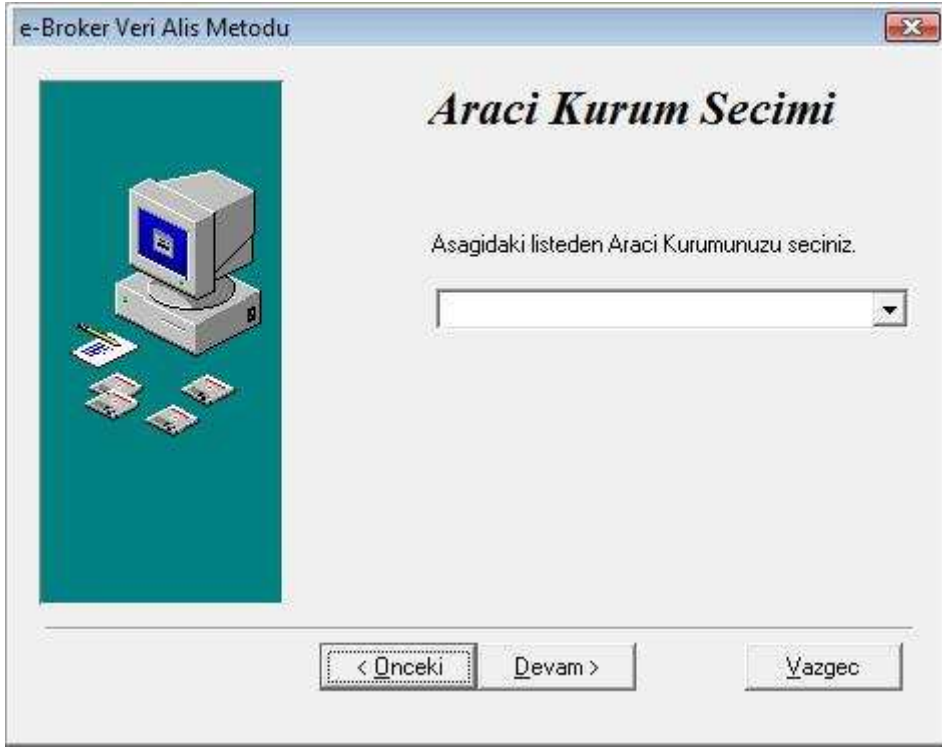 e-Broker Veri Alis Metodu
Araci Kurum Secimi
Asagidaki listeden Araci Kurumunuzu seciniz.
< Onceki
Devam >
Vazgec